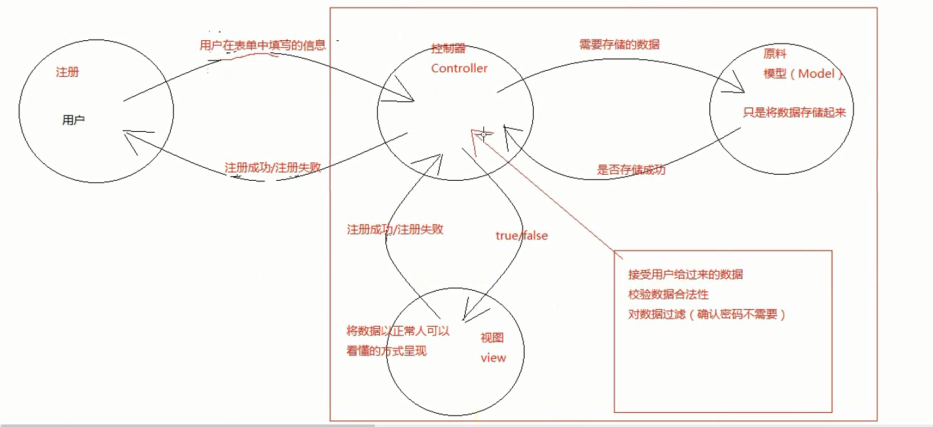 用户在表单中填写的信息
控制器
Controller
需要存储的数据
原料
模型（Model）
只是将数据存储起来
注册
用户
注册成功/注册失败
是否存储成功
注册成功/注册失败
true/false
接受用户给过来的数据
校验数据合法性
对数据过滤（确认密码不需要）
将数据以正常人可以
看懂的方式呈现
视图
view